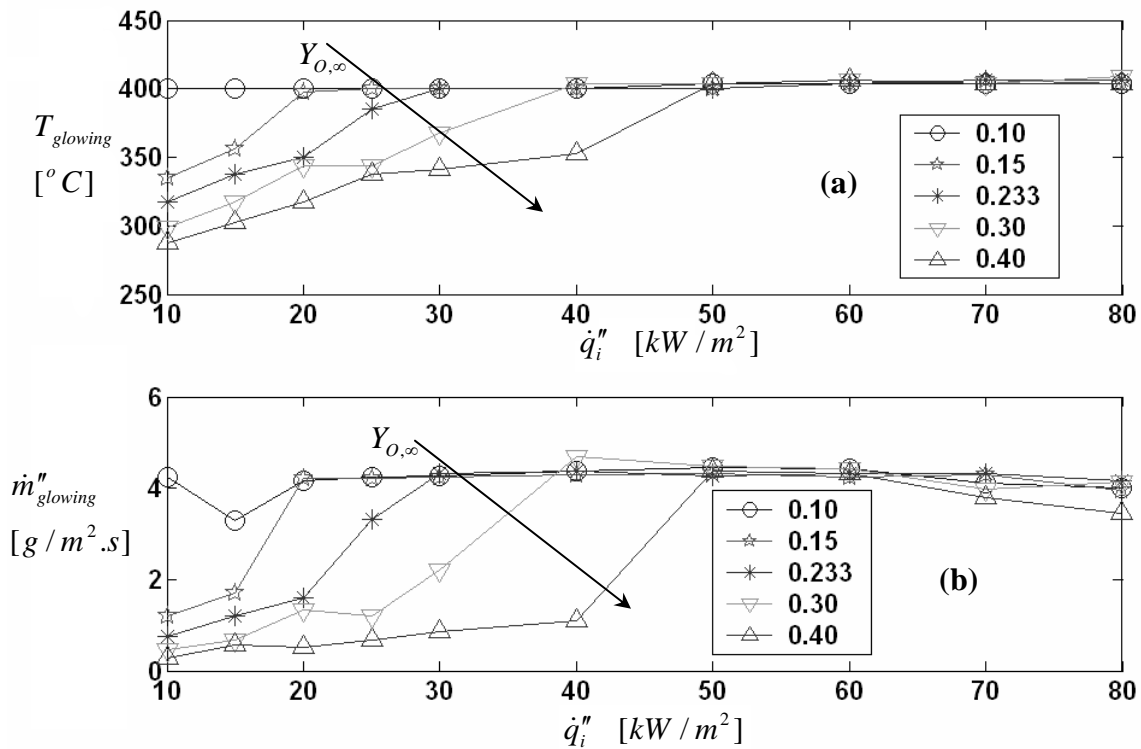 450
400
350
300
250
T_{glowing}
[°C]
Y_{O,∞}
(a)
0.10
0.15
0.233
0.30
0.40
10 20 30 40 50 60 70 80
q̇″_i [kW/m²]
6
4
2
0
ṁ″_{glowing}
[g/m².s]
Y_{O,∞}
(b)
0.10
0.15
0.233
0.30
0.40
10 20 30 40 50 60 70 80
q̇″_i [kW/m²]